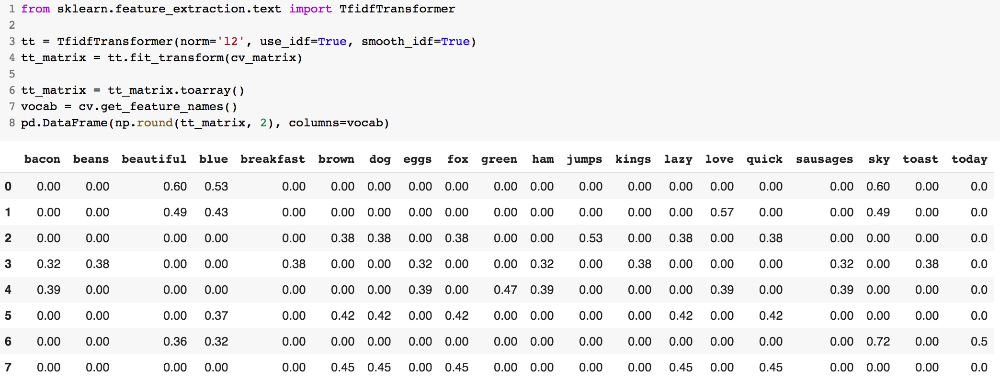 1 from sklearn.feature_extraction.text import TfidfTransformer
2
3 tt = TfidfTransformer(norm='l2', use_idf=True, smooth_idf=True)
4 tt_matrix = tt.fit_transform(cv_matrix)
5
6 tt_matrix = tt_matrix.toarray()
7 vocab = cv.get_feature_names()
8 pd.DataFrame(np.round(tt_matrix, 2), columns=vocab)
bacon beans beautiful blue breakfast brown dog eggs fox green ham jumps kings lazy love quick sausages sky toast today
0 0.00 0.00 0.60 0.53 0.00 0.00 0.00 0.00 0.00 0.00 0.00 0.00 0.00 0.00 0.00 0.00 0.00 0.60 0.00 0.0
1 0.00 0.00 0.49 0.43 0.00 0.00 0.00 0.00 0.00 0.00 0.00 0.00 0.00 0.00 0.57 0.00 0.00 0.49 0.00 0.0
2 0.00 0.00 0.00 0.00 0.00 0.38 0.38 0.00 0.38 0.00 0.00 0.53 0.00 0.38 0.00 0.38 0.00 0.00 0.00 0.0
3 0.32 0.38 0.00 0.00 0.38 0.00 0.00 0.32 0.00 0.00 0.32 0.00 0.38 0.00 0.00 0.00 0.32 0.00 0.38 0.0
4 0.39 0.00 0.00 0.00 0.00 0.00 0.00 0.39 0.00 0.47 0.39 0.00 0.00 0.00 0.39 0.00 0.39 0.00 0.00 0.0
5 0.00 0.00 0.00 0.37 0.00 0.42 0.42 0.00 0.42 0.00 0.00 0.00 0.00 0.42 0.00 0.42 0.00 0.00 0.00 0.0
6 0.00 0.00 0.36 0.32 0.00 0.00 0.00 0.00 0.00 0.00 0.00 0.00 0.00 0.00 0.00 0.00 0.00 0.72 0.00 0.5
7 0.00 0.00 0.00 0.00 0.00 0.45 0.45 0.00 0.45 0.00 0.00 0.00 0.00 0.45 0.00 0.45 0.00 0.00 0.00 0.0